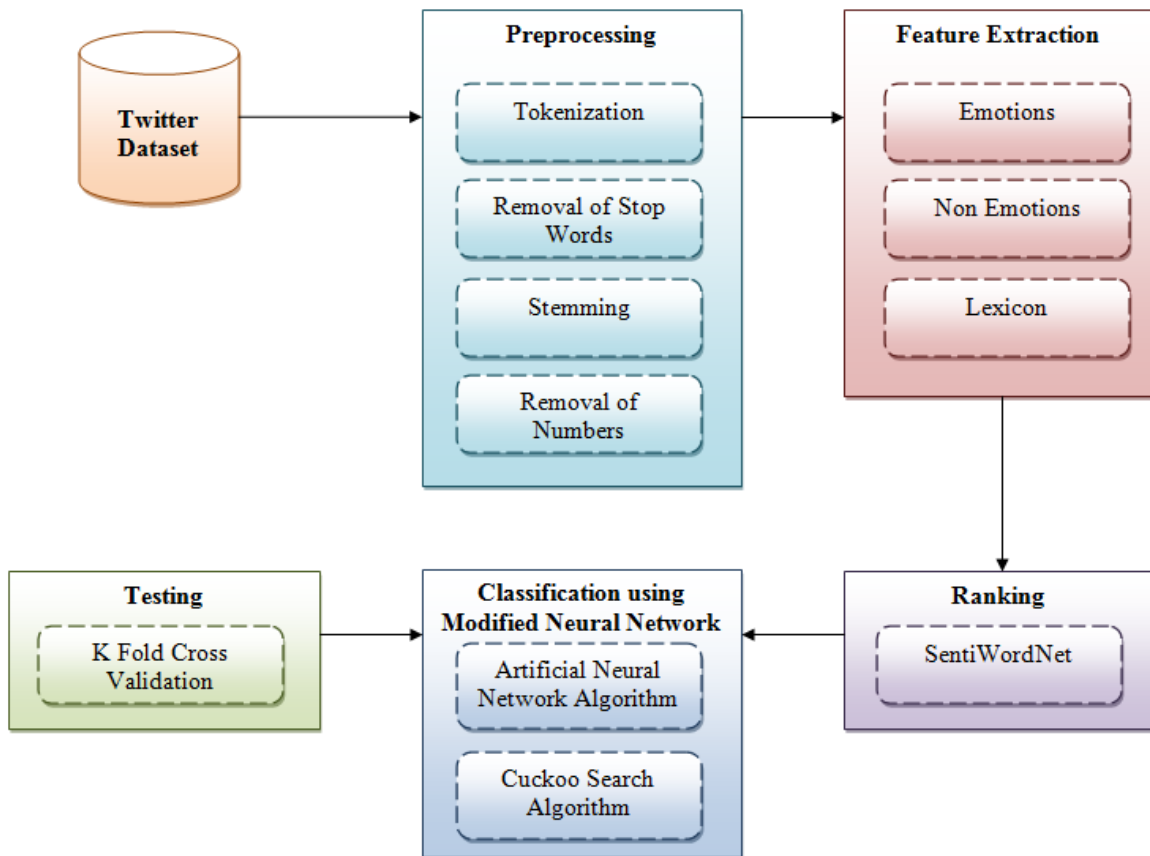 Twitter
Dataset
Preprocessing
Tokenization
Removal of Stop
Words
Stemming
Removal of
Numbers
Feature Extraction
Emotions
Non Emotions
Lexicon
Testing
K Fold Cross
Validation
Classification using
Modified Neural Network
Artificial Neural
Network Algorithm
Cuckoo Search
Algorithm
Ranking
SentiWordNet